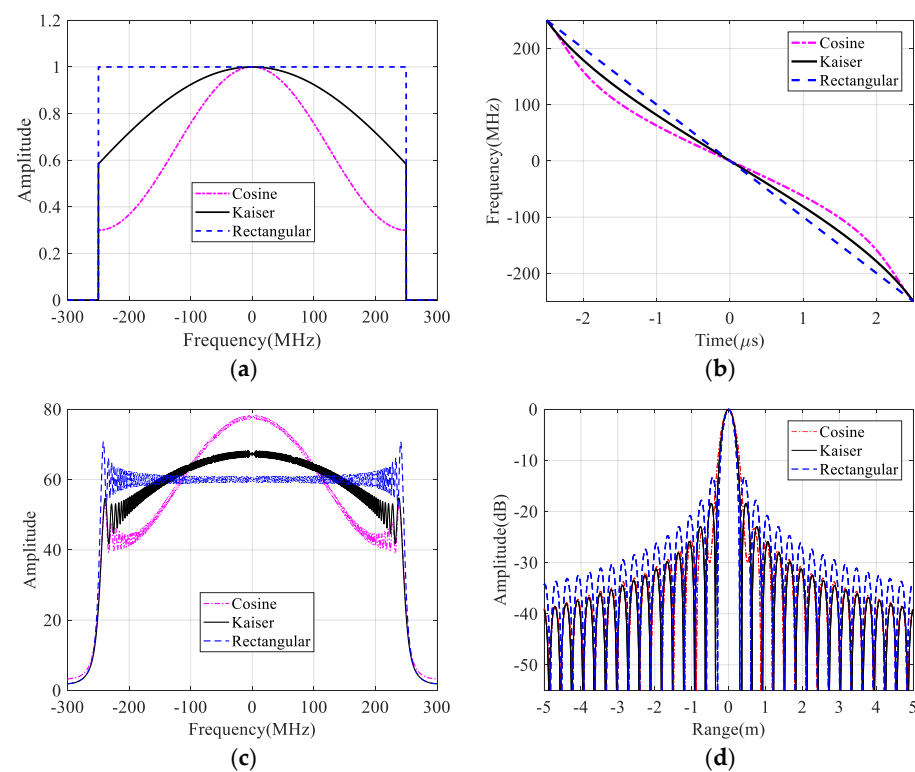 1.2
1
0.8
0.6
0.4
0.2
0
Amplitude
Cosine
Kaiser
Rectangular
-300 -200 -100 0 100 200 300
Frequency(MHz)
(a)
200
100
0
-100
-200
Frequency(MHz)
Cosine
Kaiser
Rectangular
-2 -1 0 1 2
Time(μs)
(b)
80
60
40
20
0
Amplitude
Cosine
Kaiser
Rectangular
-300 -200 -100 0 100 200 300
Frequency(MHz)
(c)
0
-10
-20
-30
-40
-50
Amplitude(dB)
Cosine
Kaiser
Rectangular
-5 -4 -3 -2 -1 0 1 2 3 4 5
Range(m)
(d)